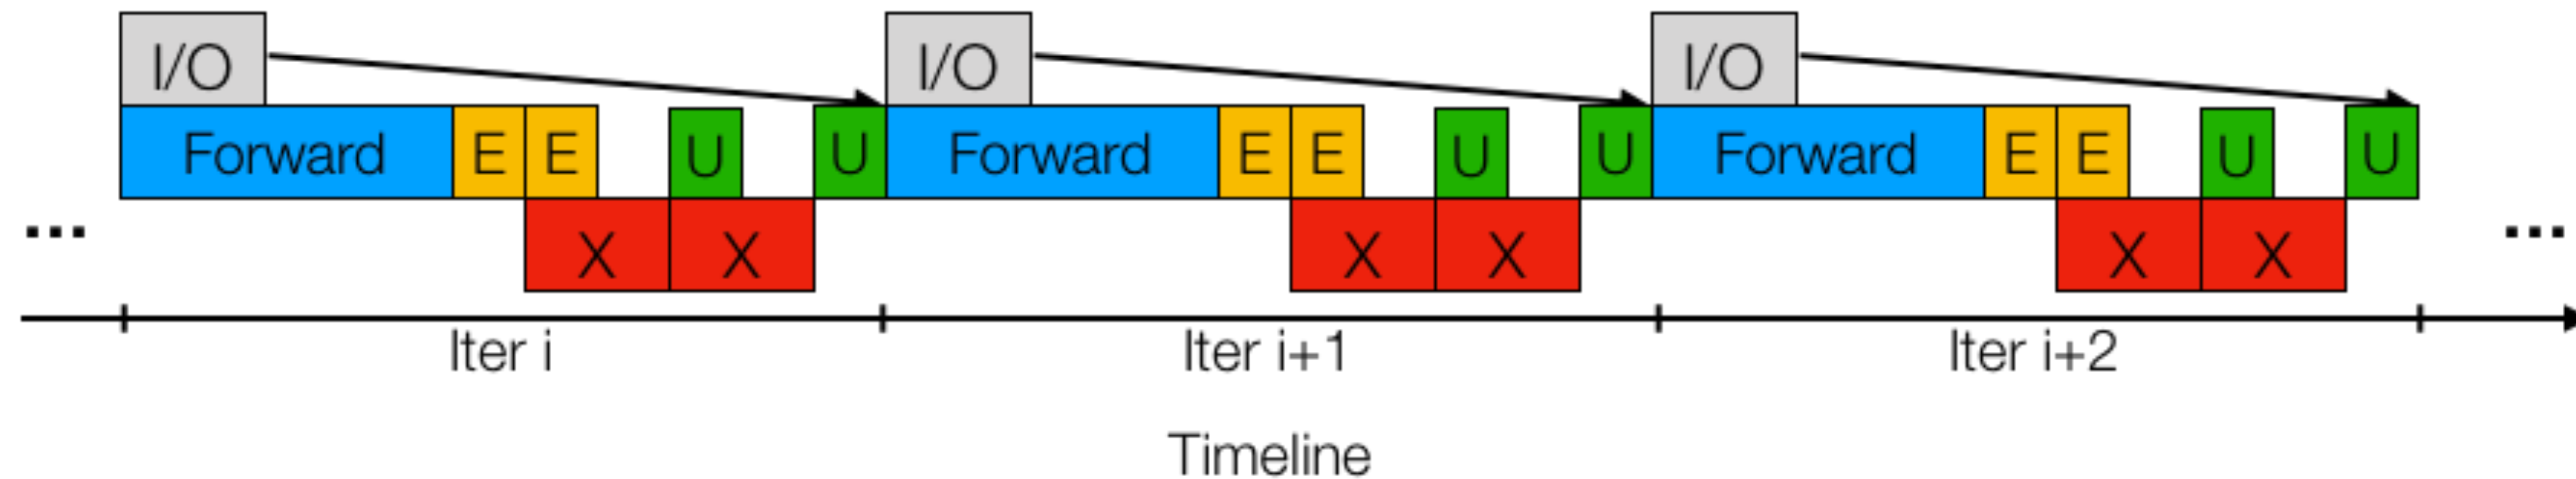 I/O I/O I/O
Forward E E U U Forward E E U U Forward E E U U
... X X X X X X ...
Iter i Iter i+1 Iter i+2
Timeline